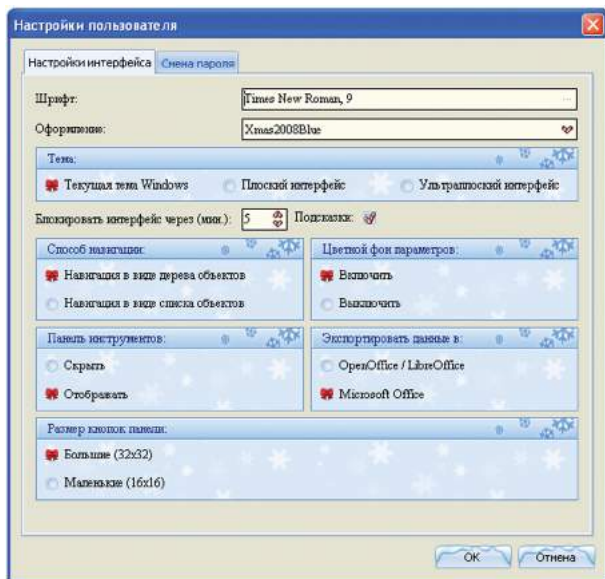 Настройки пользователя
Настройки интерфейса Смена пароля
Шрифт: Times New Roman, 9 ...
Оформление: Xmas2008Blue
Тема:
Текущая тема Windows Плоский интерфейс Ультраплоский интерфейс
Блокировать интерфейс через (мин.): 5 Подсказки:
Способ навигации: Цветной фон параметров:
Навигация в виде дерева объектов Включить
Навигация в виде списка объектов Выключить
Панель инструментов: Экспортировать данные в:
Скрыть OpenOffice / LibreOffice
Отображать Microsoft Office
Размер кнопок панели:
Большие (32x32)
Маленькие (16x16)
OK Отмена